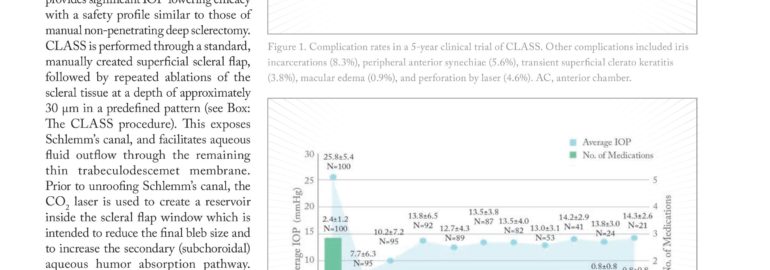 provides significant IOP-lowering efficacy
with a safety profile similar to those of
manual non-penetrating deep sclerectomy.
CLASS is performed through a standard,
manually created superficial scleral flap,
followed by repeated ablations of the
scleral tissue at a depth of approximately
30 μm in a predefined pattern (see Box:
The CLASS procedure). This exposes
Schlemm's canal, and facilitates aqueous
fluid outflow through the remaining
thin trabeculodescemet membrane.
Prior to unroofing Schlemm's canal, the
CO2 laser is used to create a reservoir
inside the scleral flap window which is
intended to reduce the final bleb size and
to increase the secondary (subchoroidal)
aqueous humor absorption pathway.
Figure 1. Complication rates in a 5-year clinical trial of CLASS. Other complications included iris
incarcerations (8.3%), peripheral anterior synechiae (5.6%), transient superficial clerato keratitis
(3.8%), macular edema (0.9%), and perforation by laser (4.6%). AC, anterior chamber.
Average IOP
No. of Medications
30
25
20
15
10
erage IOP (mmHg)
25.8±5.4
N=100
2.4±1.2
N=100
7.7±6.3
N=95
10.2±7.2
N=95
13.8±6.5
N=92
12.7±4.3
N=89
13.5±3.8
N=87
13.5±4.0
N=82
13.0±3.1
N=53
14.2±2.9
N=41
13.8±3.0
N=24
14.3±2.6
N=21
0.8±0.8
0.8±0.8
5
4
3
2
No. of Medications